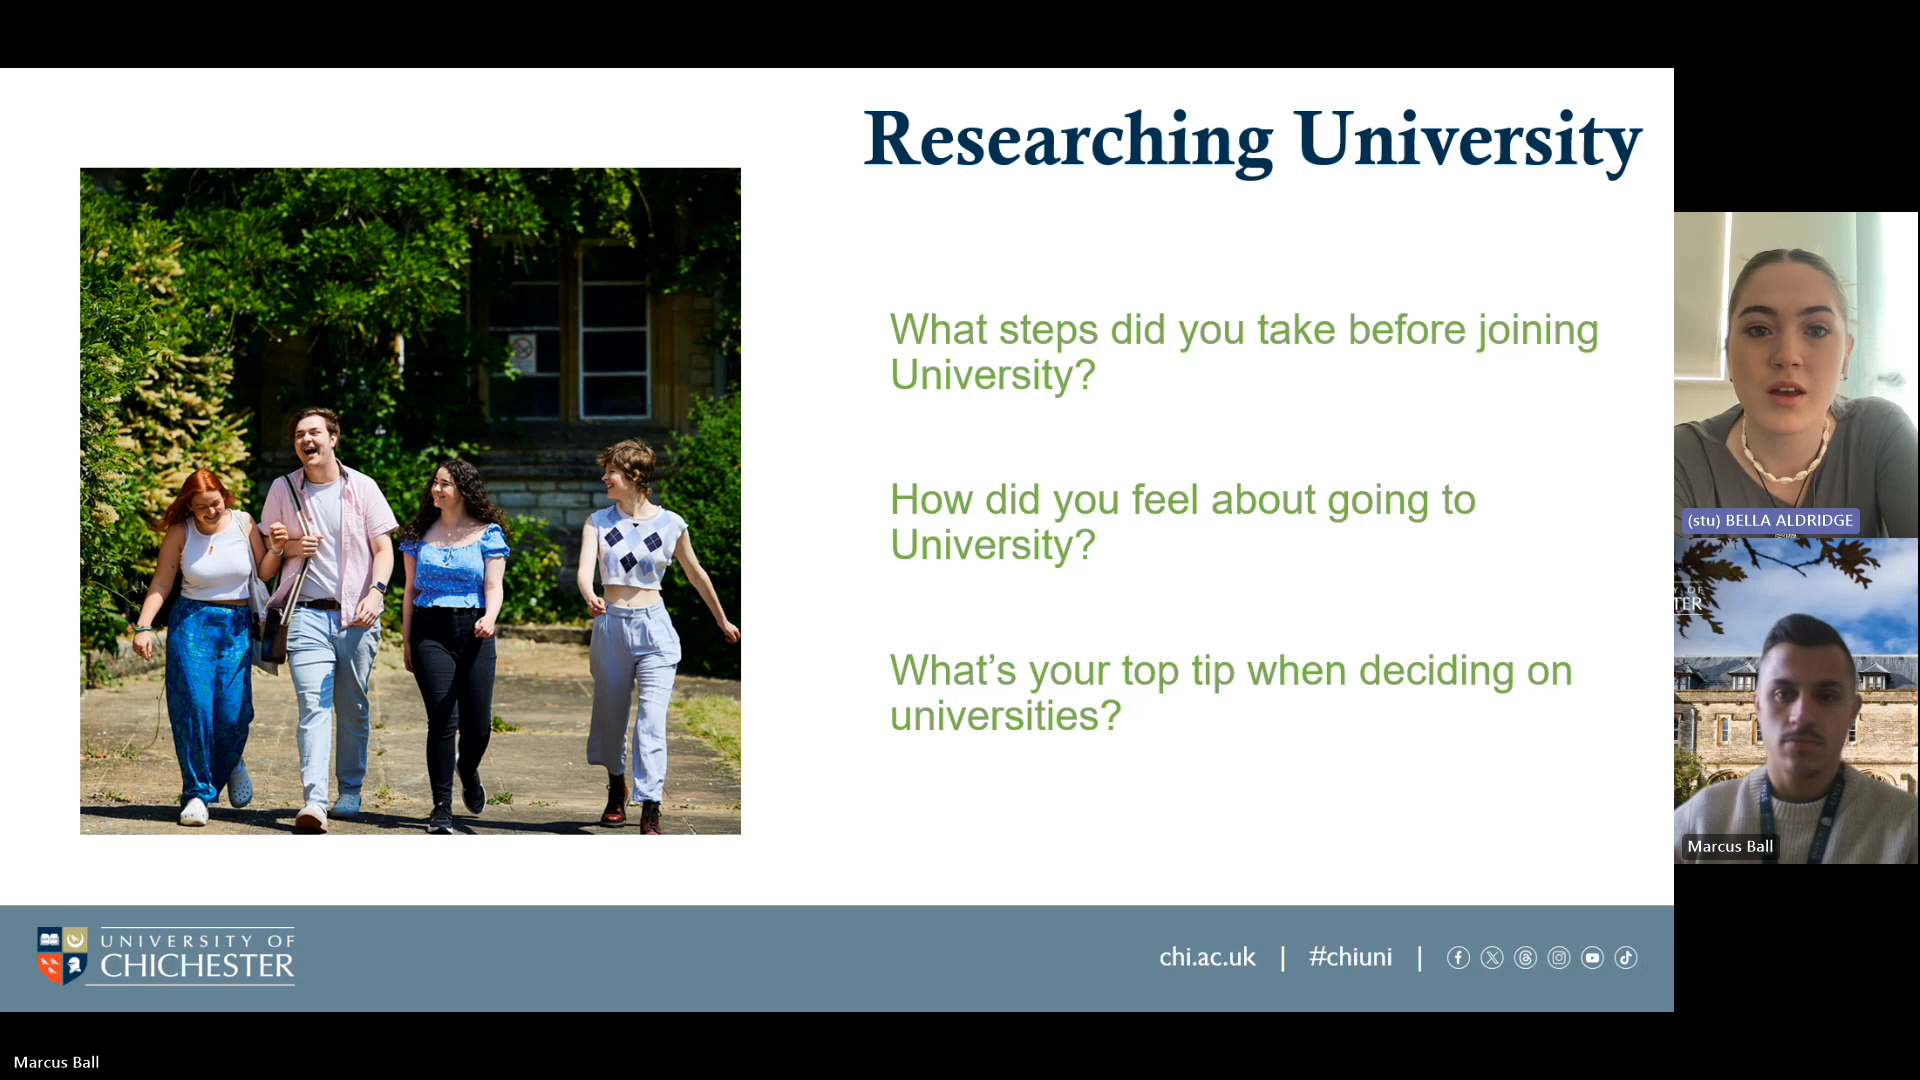 Researching University
What steps did you take before joining
University?
How did you feel about going to
University?
What's your top tip when deciding on
universities?
UNIVERSITY OF
CHICHESTER
chi.ac.uk | #chiuni |
(stu) BELLA ALDRIDGE
Marcus Ball
Marcus Ball